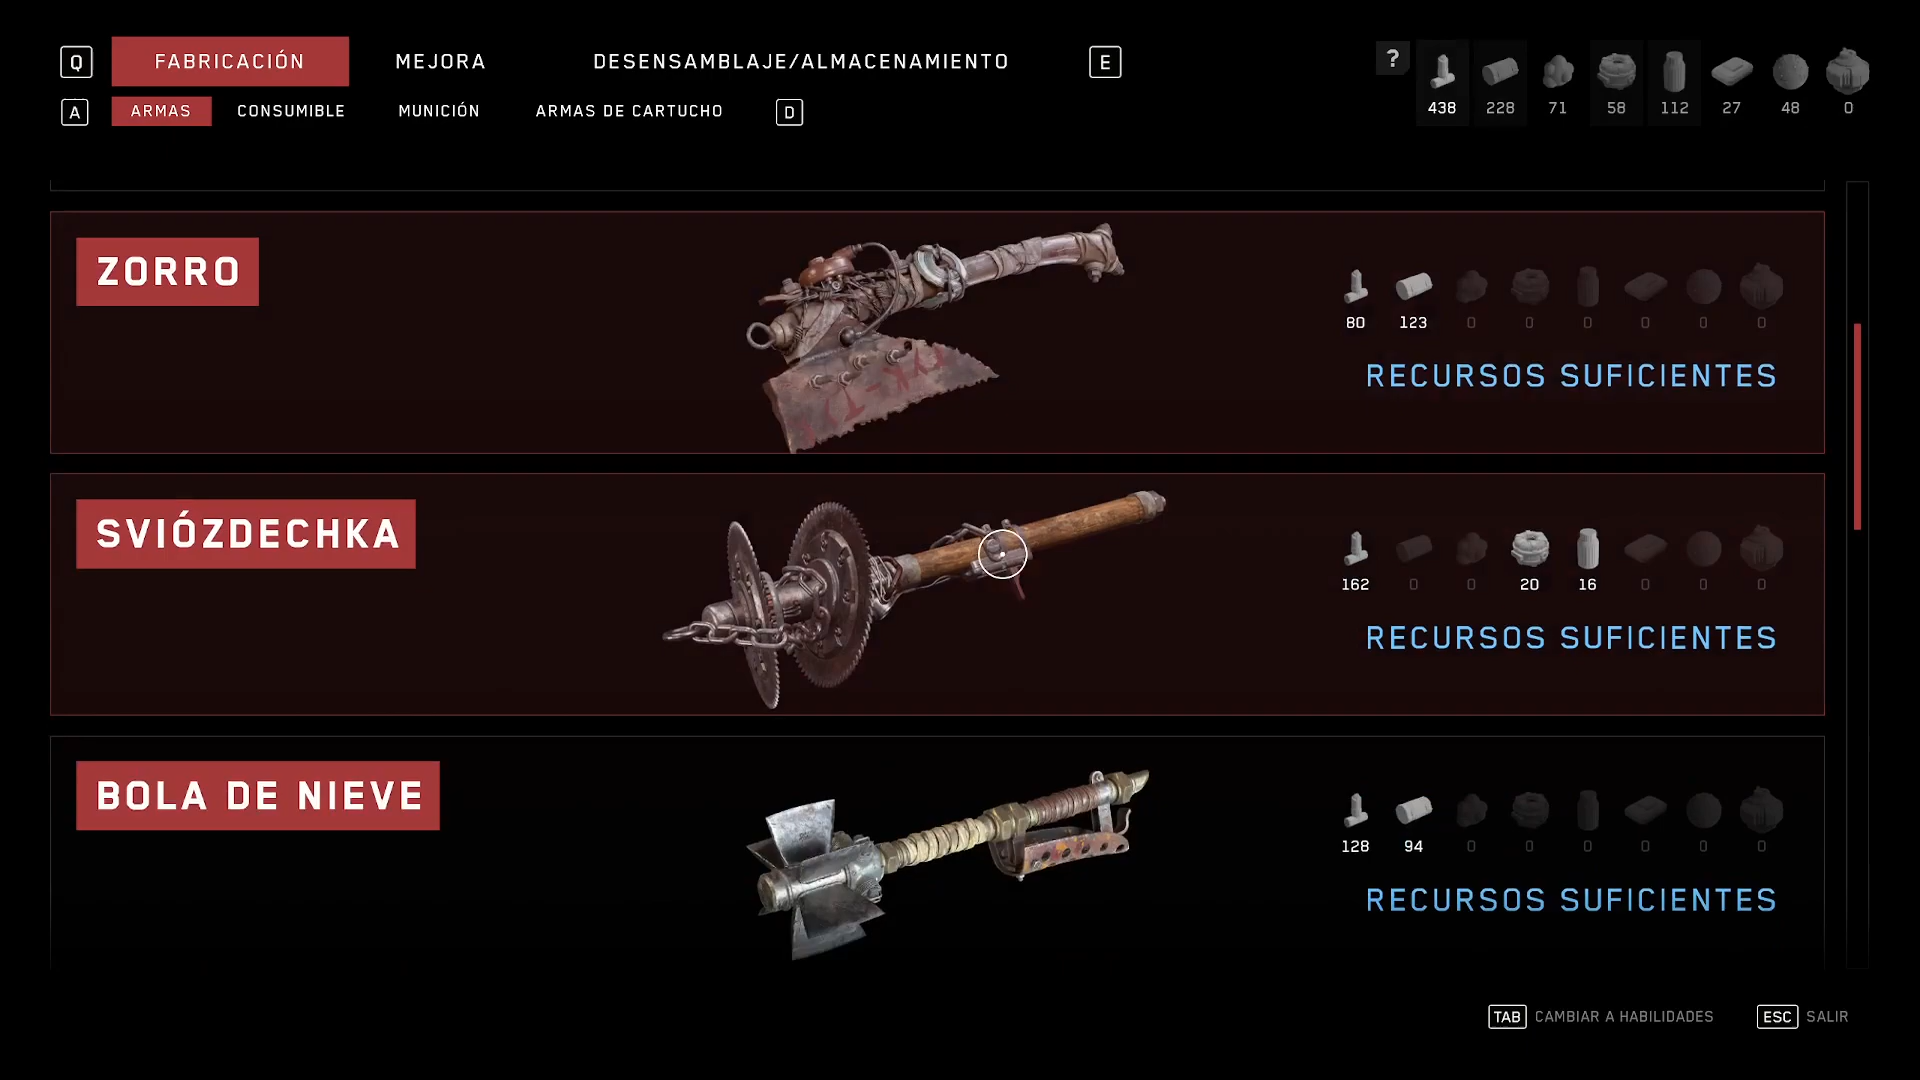 Q FABRICACIÓN MEJORA DESENSAMBLAJE/ALMACENAMIENTO E
A ARMAS CONSUMIBLE MUNICIÓN ARMAS DE CARTUCHO D
?
438 228 71 58 112 27 48 0
ZORRO
80 123 0 0 0 0 0 0
RECURSOS SUFICIENTES
SVIÓZDECHKA
162 0 0 20 16 0 0 0
RECURSOS SUFICIENTES
BOLA DE NIEVE
128 94 0 0 0 0 0 0
RECURSOS SUFICIENTES
TAB CAMBIAR A HABILIDADES ESC SALIR